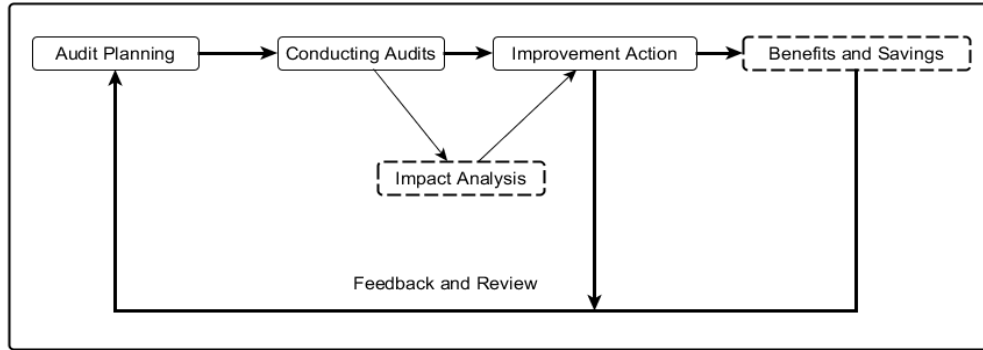 Audit Planning
Conducting Audits
Improvement Action
Benefits and Savings
Impact Analysis
Feedback and Review